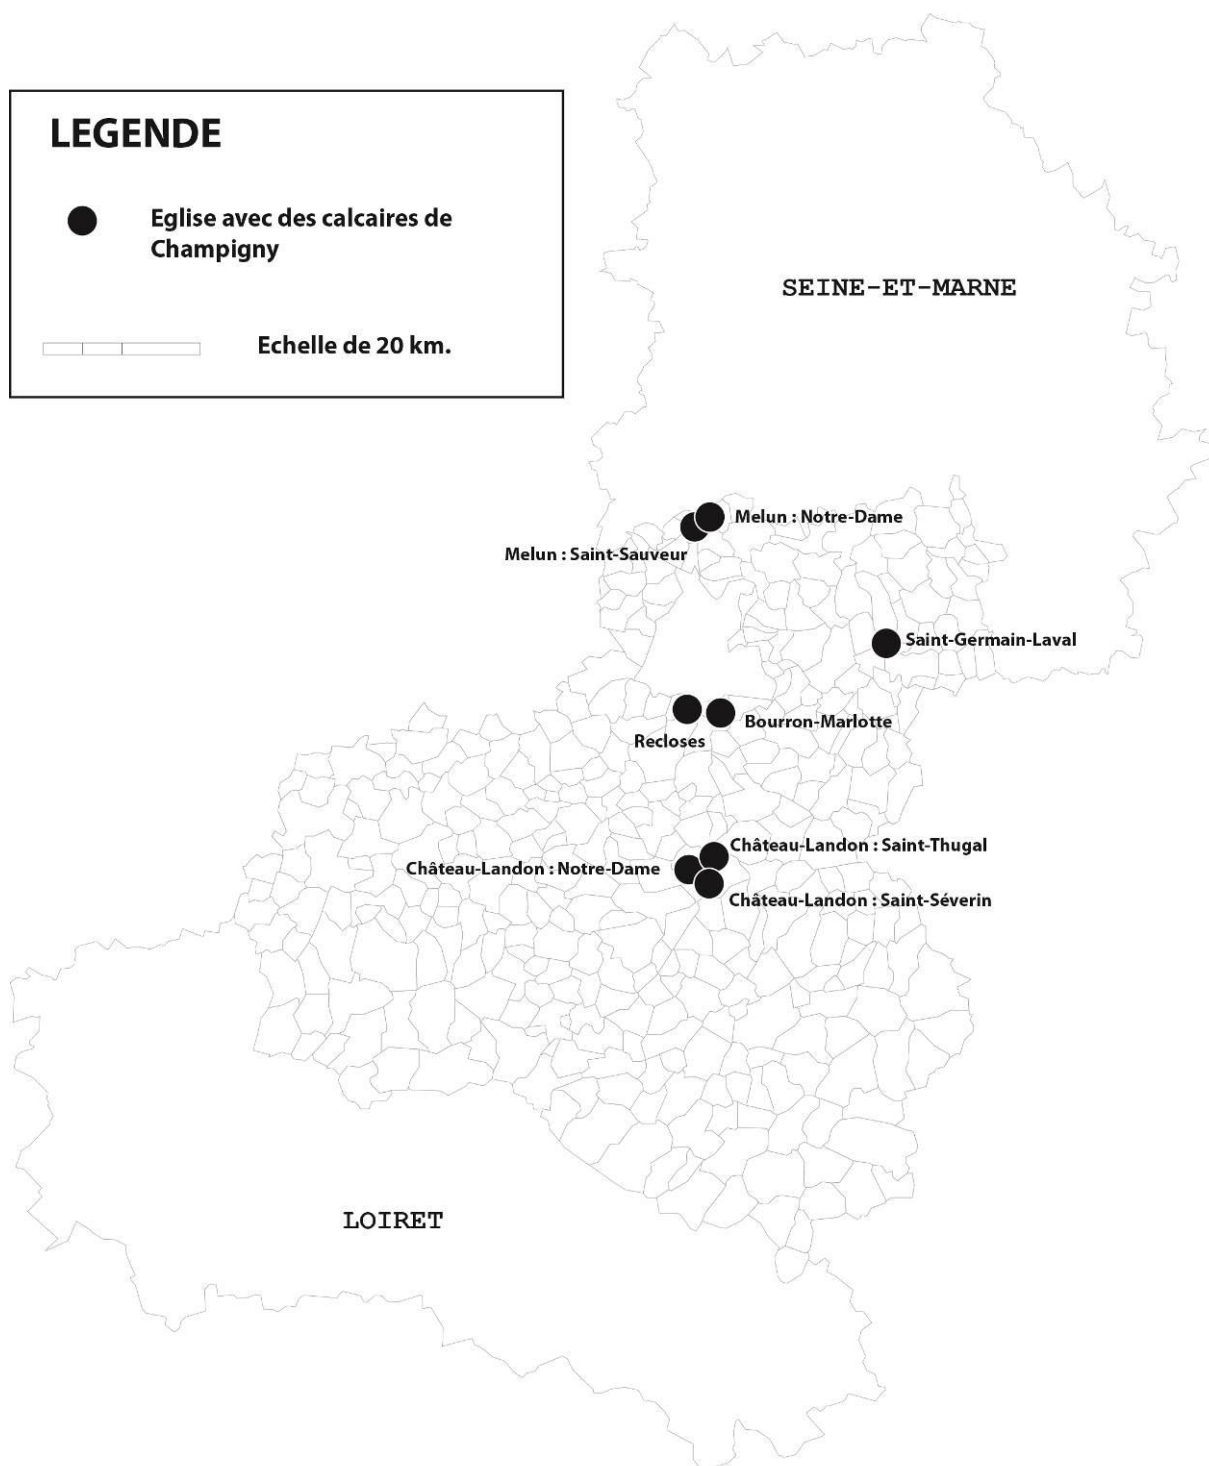 LEGENDE
Eglise avec des calcaires de
Champigny
Echelle de 20 km.
SEINE-ET-MARNE
Melun : Notre-Dame
Melun : Saint-Sauveur
Saint-Germain-Laval
Bourron-Marlotte
Recloses
Château-Landon : Saint-Thugal
Château-Landon : Notre-Dame
Château-Landon : Saint-Séverin
LOIRET